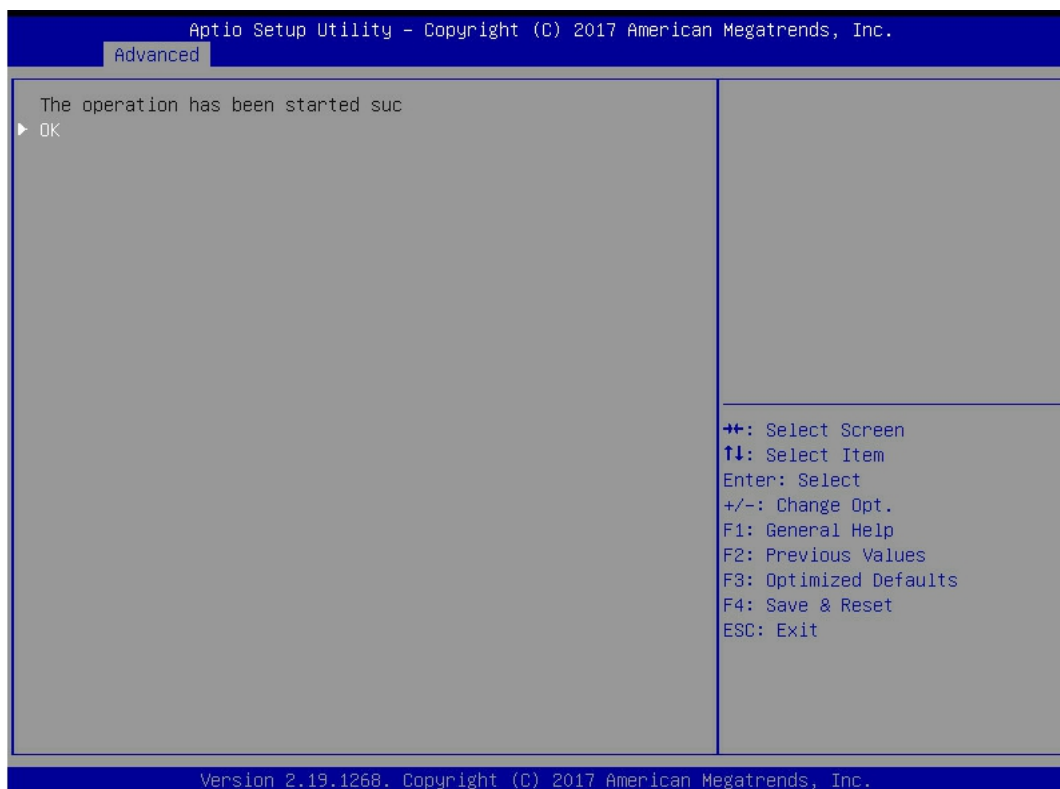 Aptio Setup Utility – Copyright (C) 2017 American Megatrends, Inc.
Advanced
The operation has been started suc
▶ OK
→←: Select Screen
↑↓: Select Item
Enter: Select
+/-: Change Opt.
F1: General Help
F2: Previous Values
F3: Optimized Defaults
F4: Save & Reset
ESC: Exit
Version 2.19.1268. Copyright (C) 2017 American Megatrends, Inc.